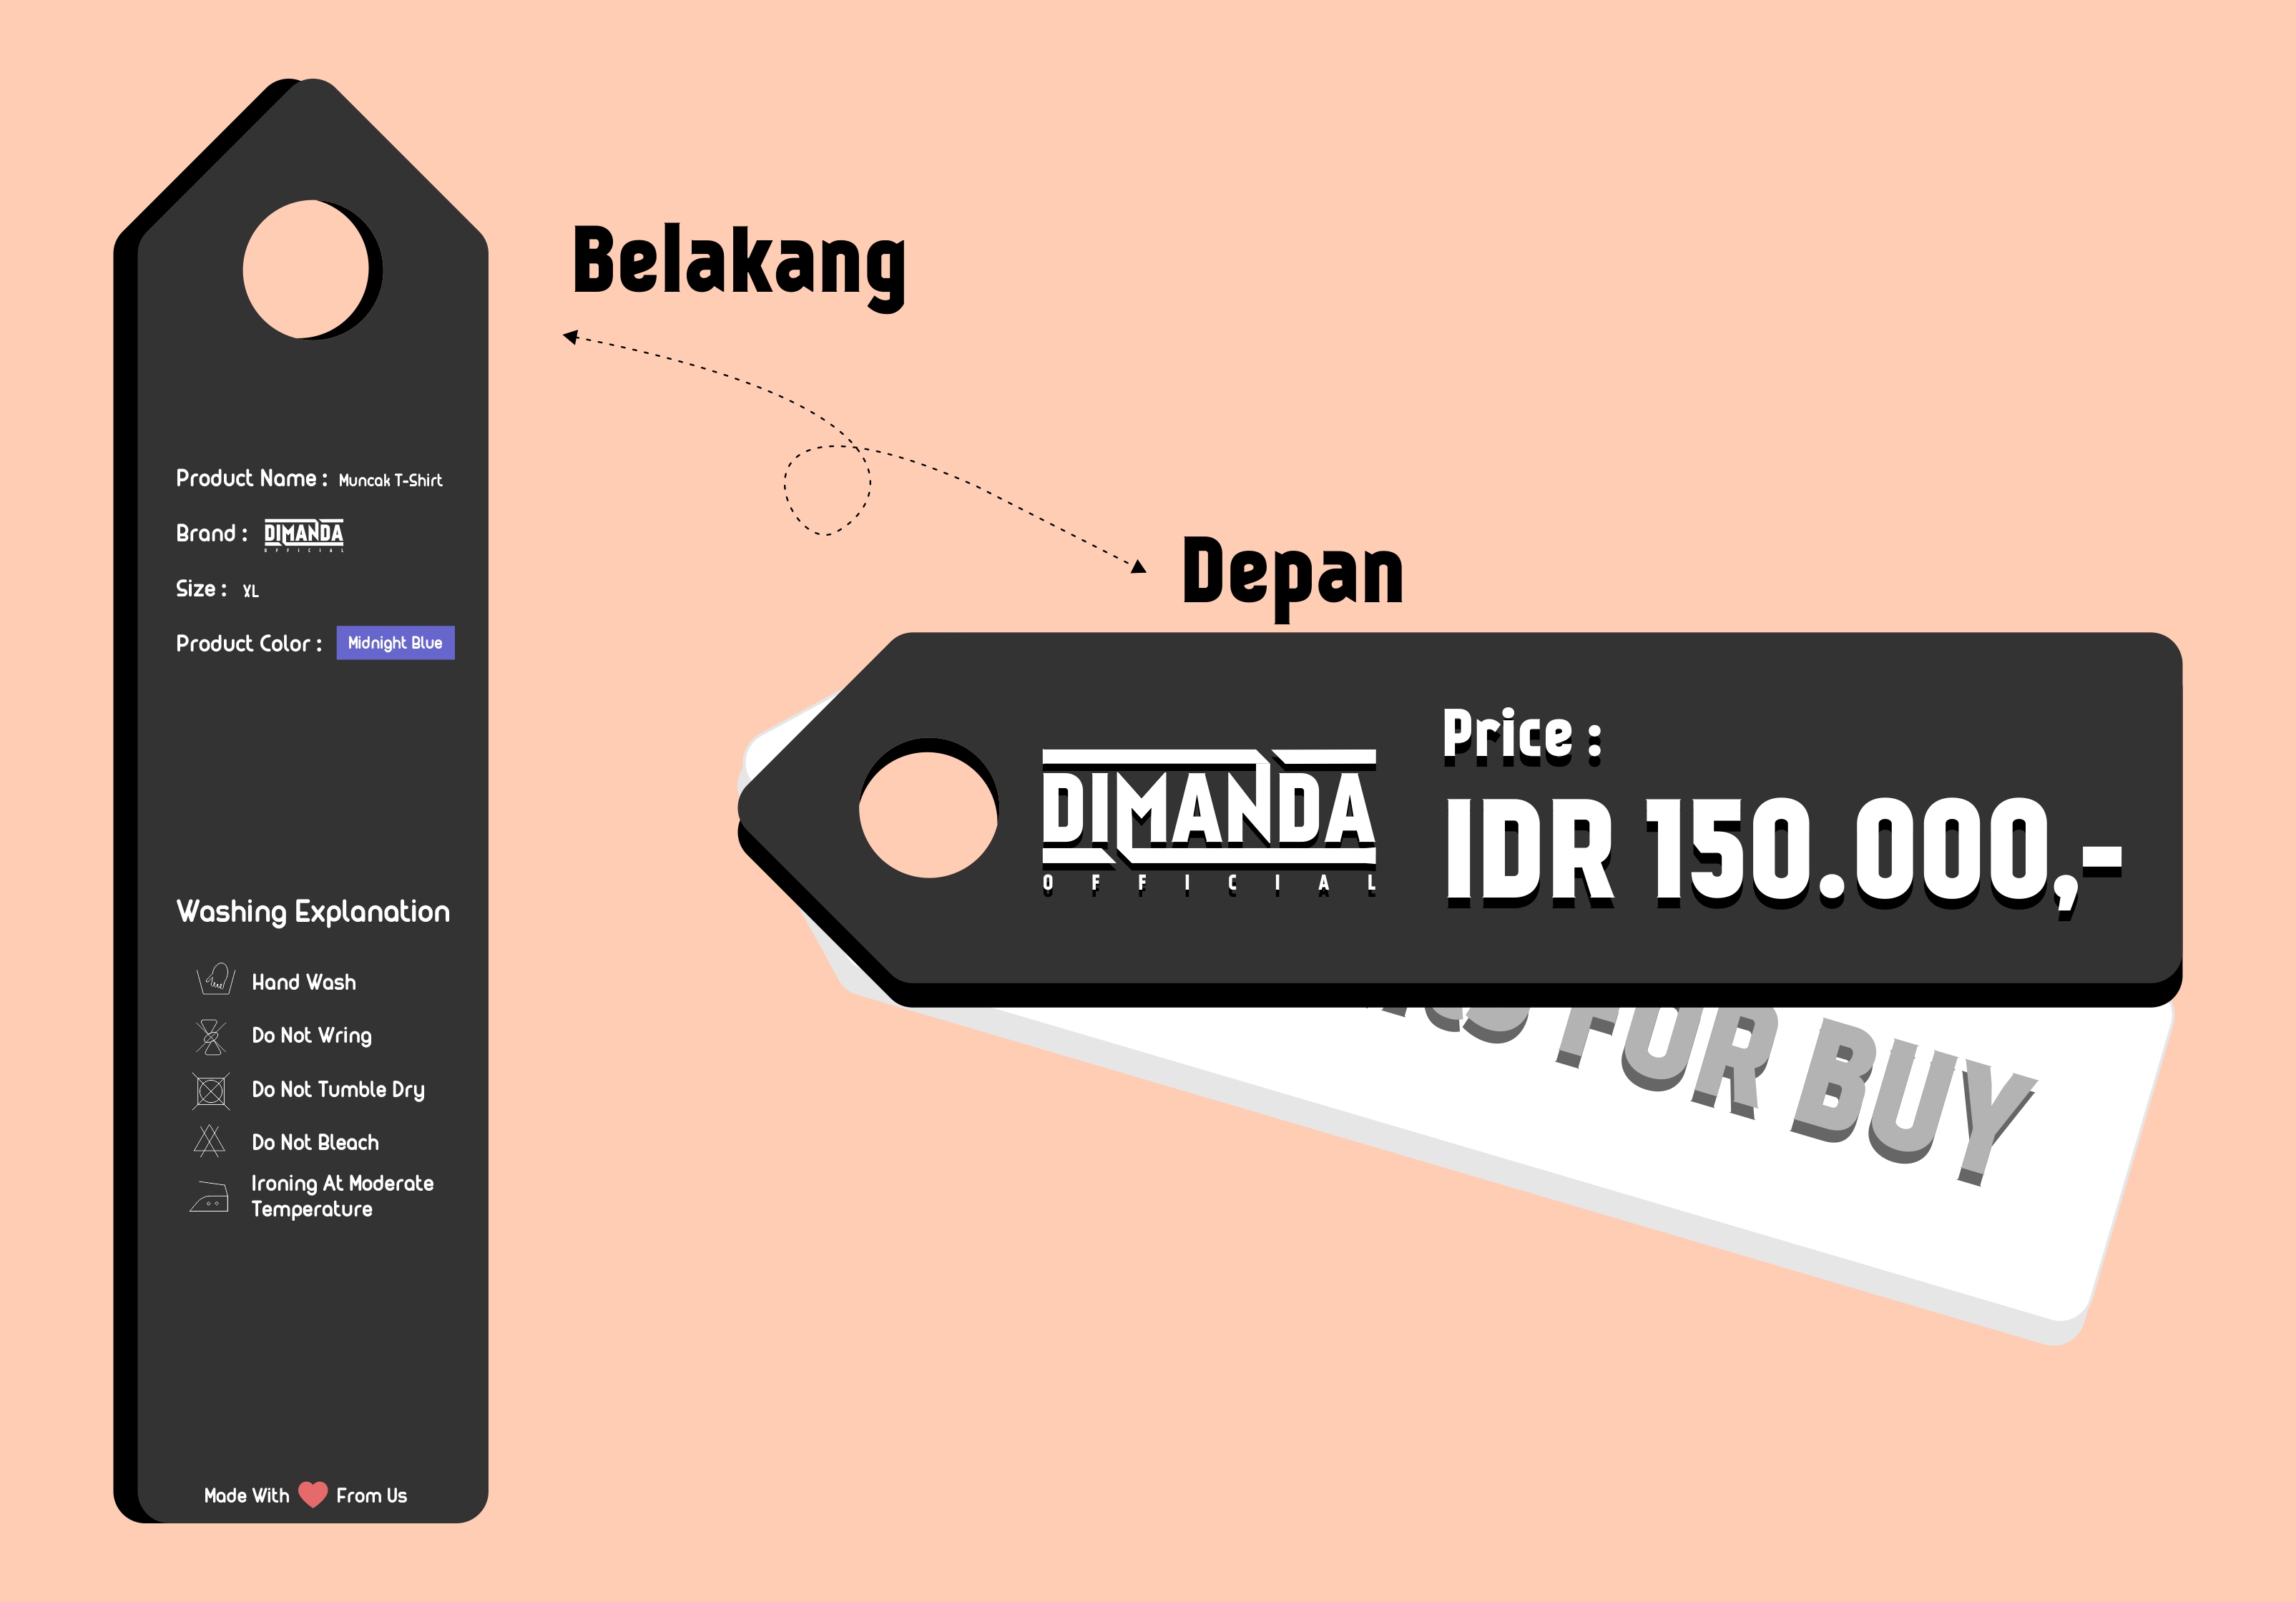 Belakang
Product Name : Muncak T-Shirt
Brand : DIMANDA
OFFICIAL
Size : XL
Product Color : Midnight Blue
Washing Explanation
Hand Wash
Do Not Wring
Do Not Tumble Dry
Do Not Bleach
Ironing At Moderate
Temperature
Made With From Us
Depan
DIMANDA
OFFICIAL
Price :
IDR 150.000,-
FOR BUY